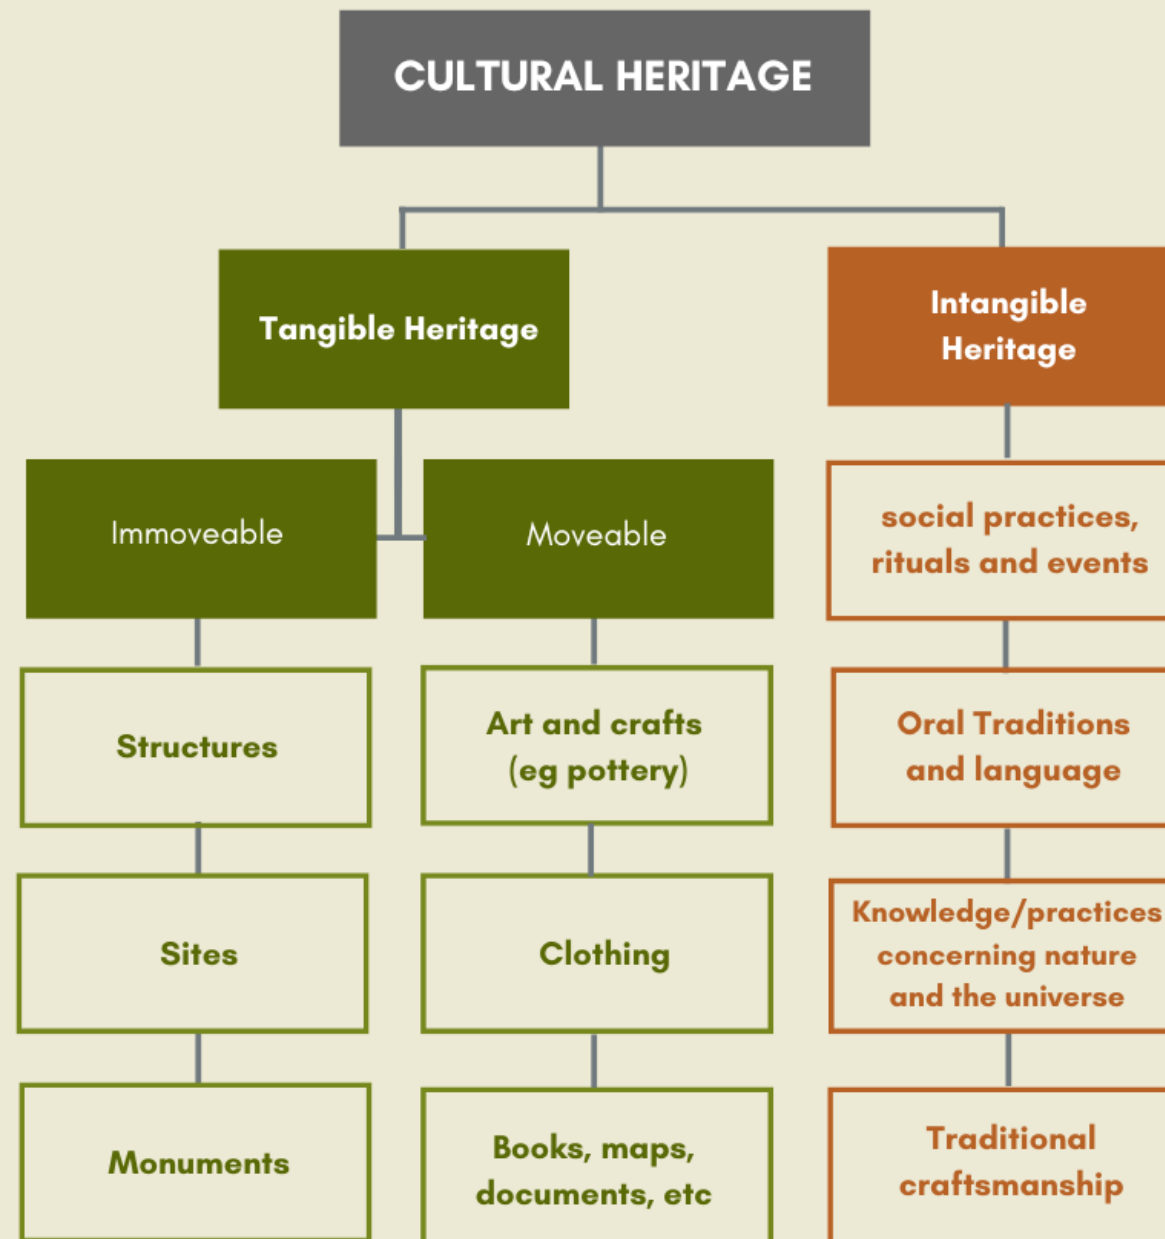 CULTURAL HERITAGE
Tangible Heritage
Intangible
Heritage
Immoveable
Moveable
social practices,
rituals and events
Structures
Art and crafts
(eg pottery)
Oral Traditions
and language
Sites
Clothing
Knowledge/practices
concerning nature
and the universe
Monuments
Books, maps,
documents, etc
Traditional
craftsmanship